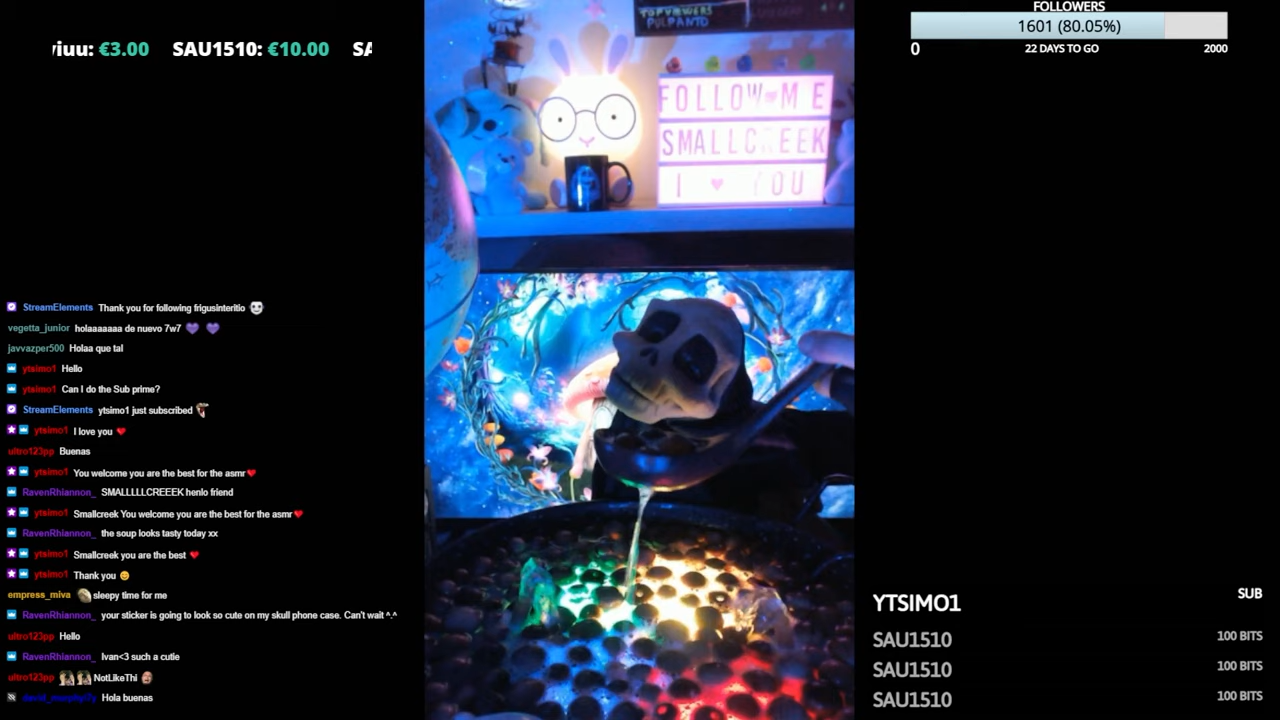 iuu: €3.00 SAU1510: €10.00 SA
TOPVIEWERS
PULPANTO
FOLLOW ME
SMALLCREEK
I ♥ YOU
FOLLOWERS
1601 (80.05%)
0 22 DAYS TO GO 2000
StreamElements Thank you for following frigusinteritio
vegetta_junior holaaaaaaa de nuevo 7w7 💜 💜
javvazper500 Holaa que tal
ytsimo1 Hello
ytsimo1 Can I do the Sub prime?
StreamElements ytsimo1 just subscribed
ytsimo1 I love you ❤
ultro123pp Buenas
ytsimo1 You welcome you are the best for the asmr❤
RavenRhiannon_ SMALLLLLCREEEK henlo friend
ytsimo1 Smallcreek You welcome you are the best for the asmr❤
RavenRhiannon_ the soup looks tasty today xx
ytsimo1 Smallcreek you are the best ❤
ytsimo1 Thank you 😊
empress_miva sleepy time for me
RavenRhiannon_ your sticker is going to look so cute on my skull phone case. Can't wait ^.^
ultro123pp Hello
RavenRhiannon_ Ivan<3 such a cutie
ultro123pp NotLikeThi
Hola buenas
YTSIMO1 SUB
SAU1510 100 BITS
SAU1510 100 BITS
SAU1510 100 BITS